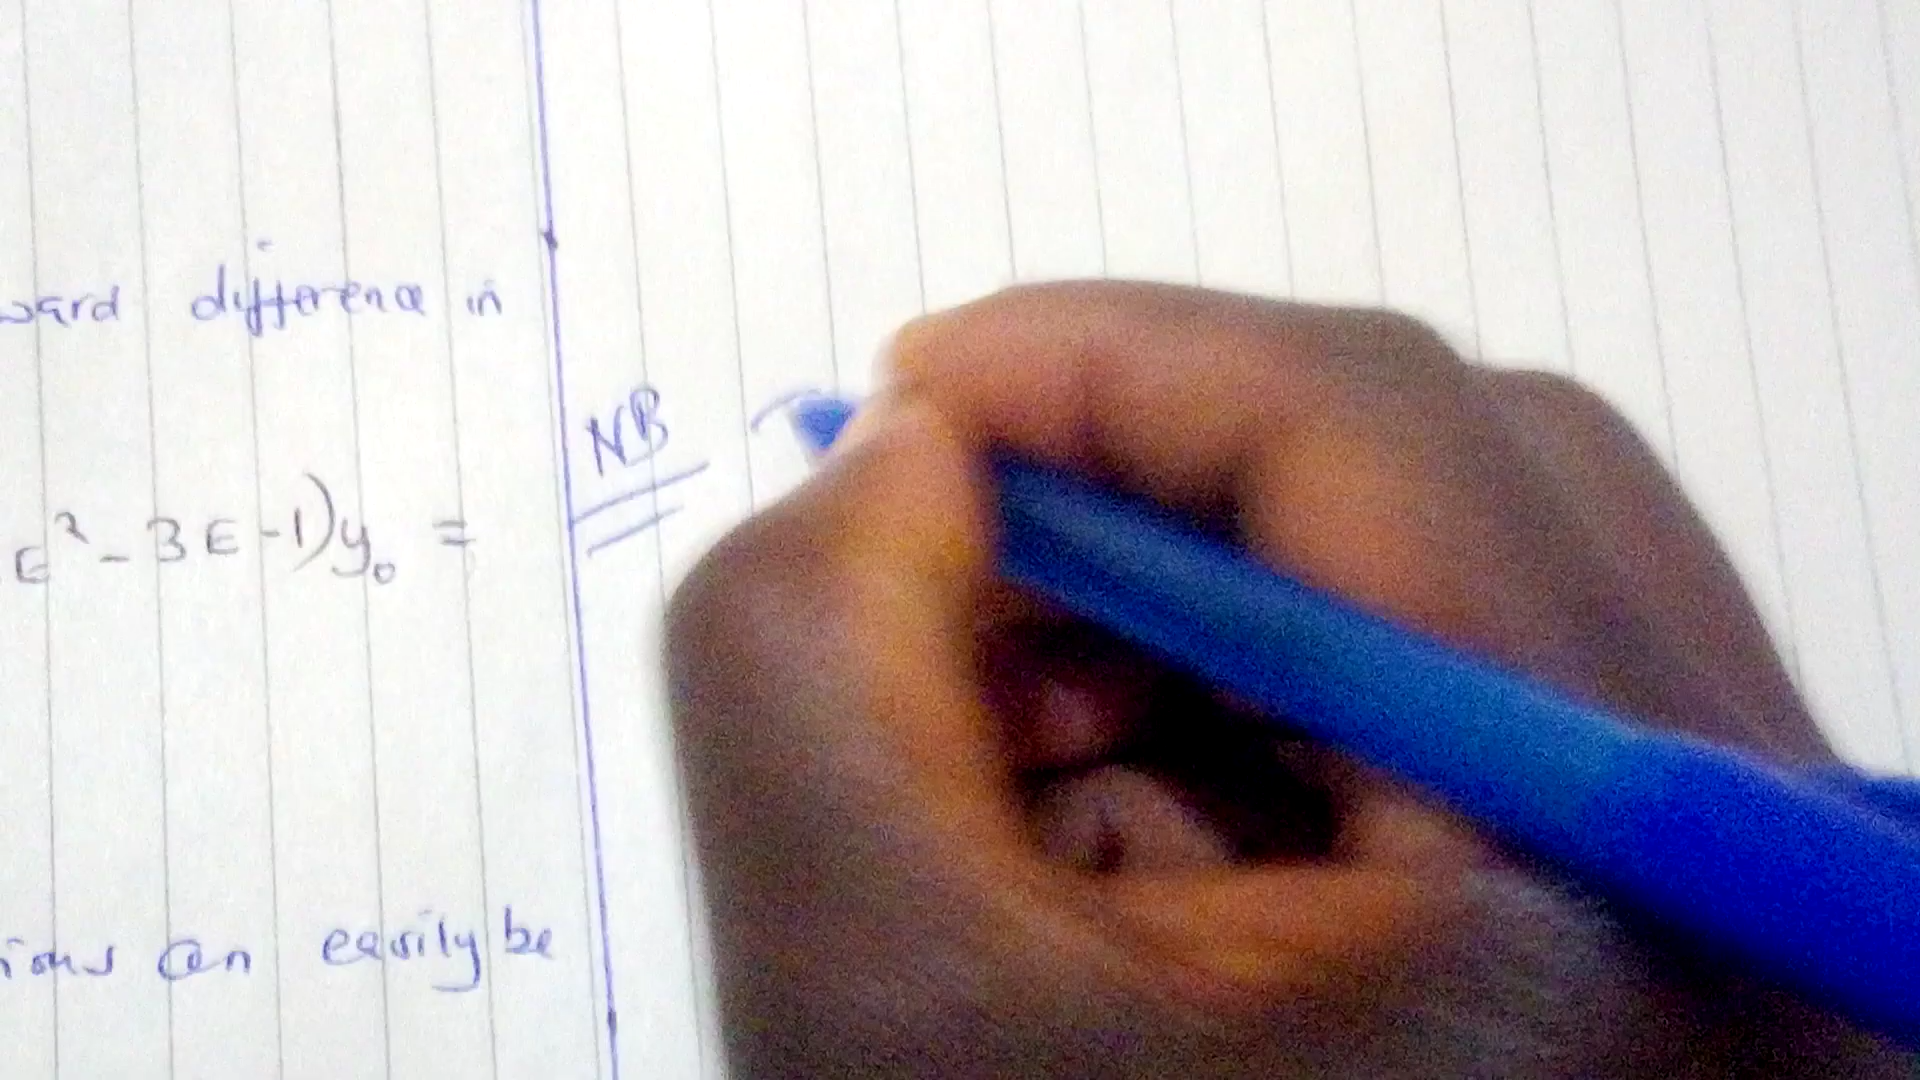 ward difference in
E² - 3E -1)y₀ =
ions can easily be
NB